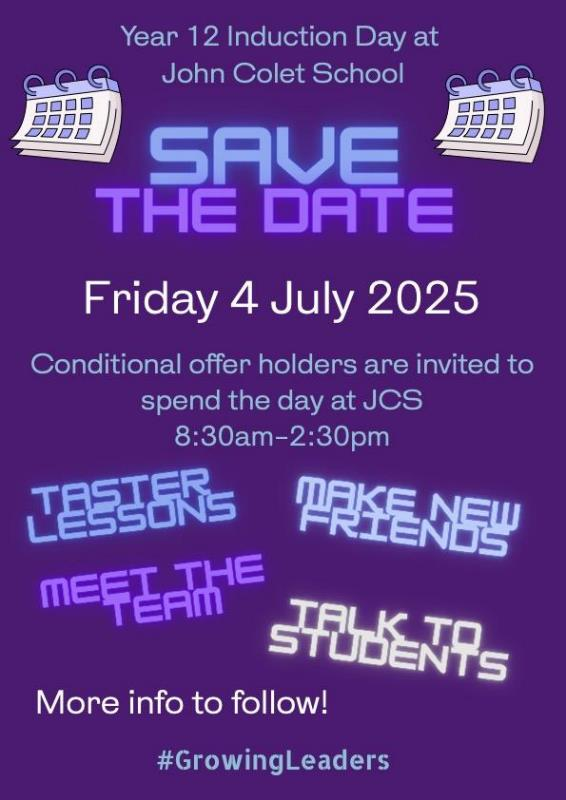 Year 12 Induction Day at
John Colet School
SAVE
THE DATE
Friday 4 July 2025
Conditional offer holders are invited to
spend the day at JCS
8:30am-2:30pm
TASTER
LESSONS
MAKE NEW
FRIENDS
MEET THE
TEAM
TALK TO
STUDENTS
More info to follow!
#GrowingLeaders